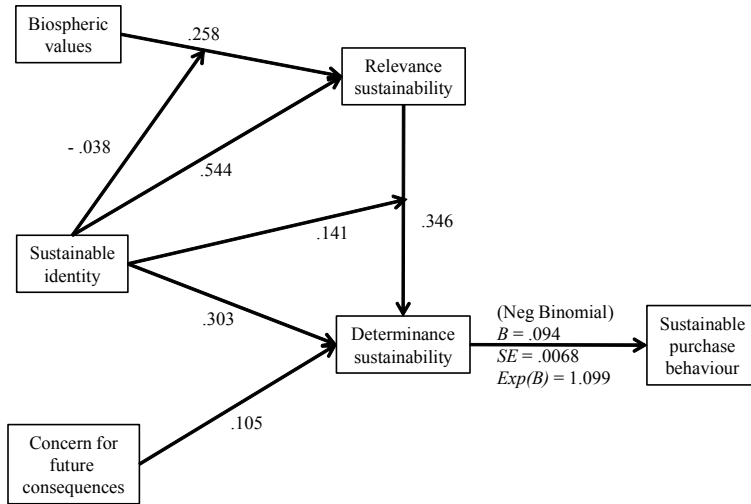 Biospheric
values
.258
Relevance
sustainability
- .038
.544
Sustainable
identity
.141
.346
.303
Determinance
sustainability
(Neg Binomial)
B = .094
SE = .0068
Exp(B) = 1.099
Sustainable
purchase
behaviour
.105
Concern for
future
consequences